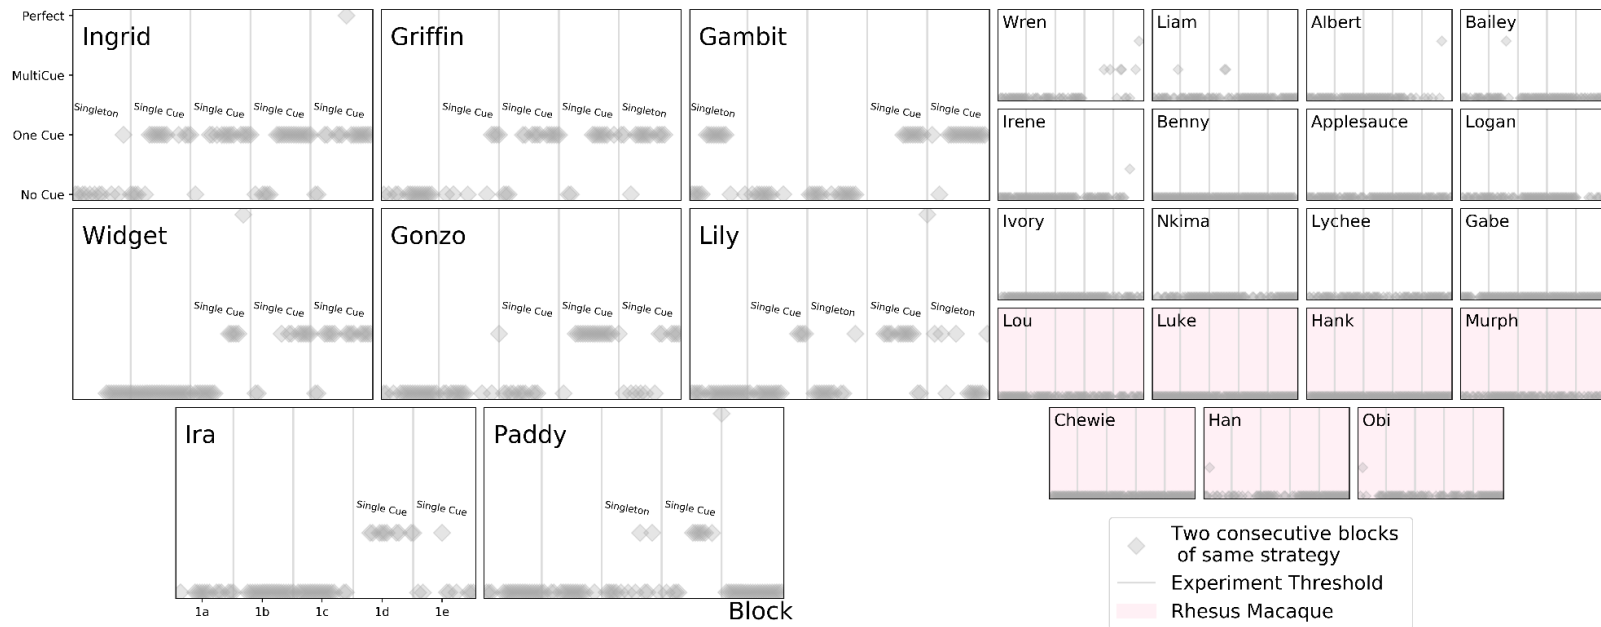 Perfect
MultiCue
One Cue
No Cue
Ingrid
Singleton
Single Cue
Single Cue
Single Cue
Single Cue
Griffin
Single Cue
Single Cue
Single Cue
Singleton
Gambit
Singleton
Single Cue
Single Cue
Wren
Liam
Albert
Bailey
Irene
Benny
Applesauce
Logan
Widget
Single Cue
Single Cue
Single Cue
Gonzo
Single Cue
Single Cue
Single Cue
Lily
Single Cue
Singleton
Single Cue
Singleton
Ivory
Nkima
Lychee
Gabe
Lou
Luke
Hank
Murph
Ira
Single Cue
Single Cue
1a
1b
1c
1d
1e
Paddy
Singleton
Single Cue
Block
Chewie
Han
Obi
Two consecutive blocks
of same strategy
Experiment Threshold
Rhesus Macaque